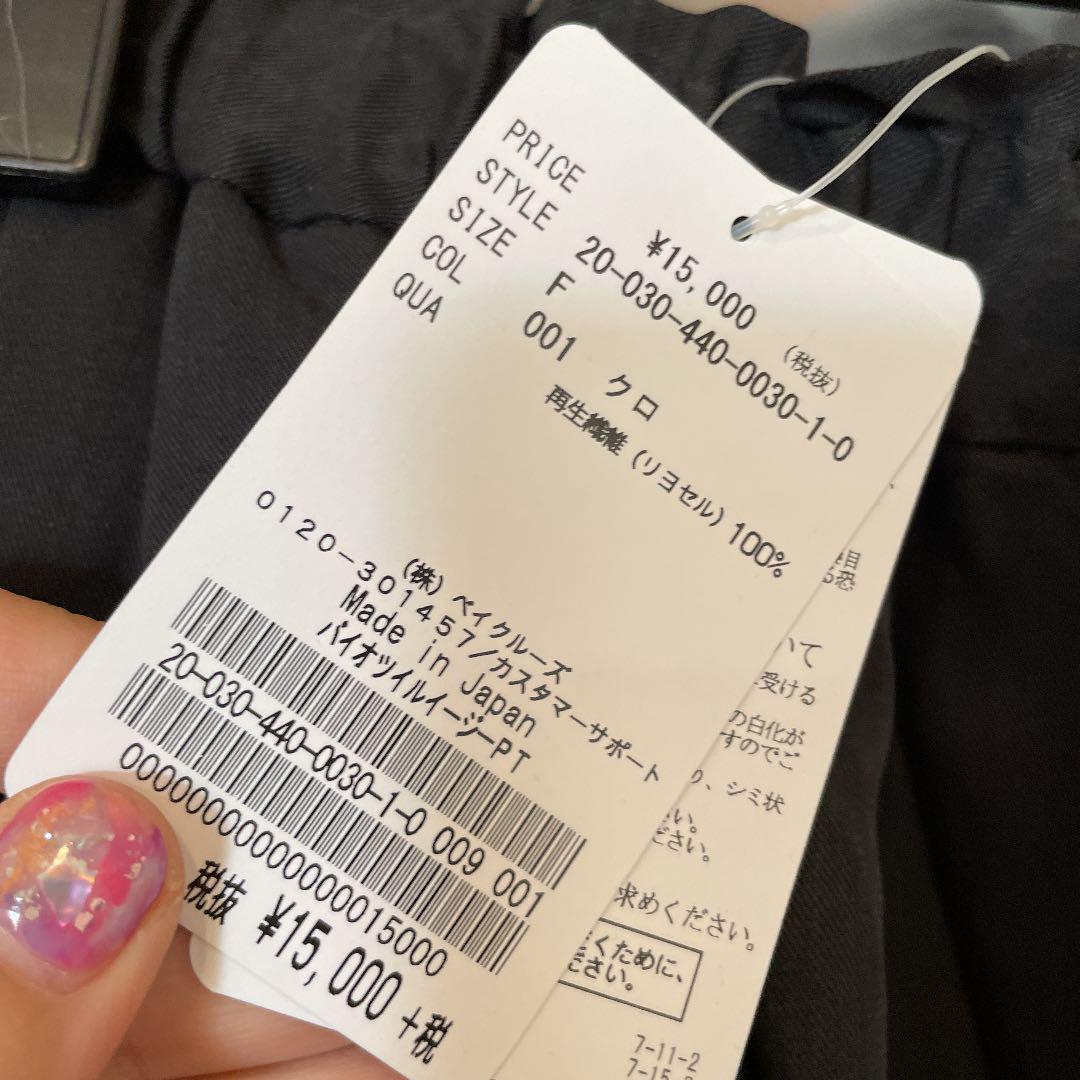 PRICE ¥15,000 (税抜)
STYLE 20-030-440-0030-1-0
SIZE F
COL 001 クロ
QUA
再生繊維 (リヨセル) 100%
(株) ベイクルーズ
0120-301457/カスタマーサポート
Made in Japan
バイオツイルイージーPT
20-030-440-0030-1-0 009 001
0000000000000015000
税抜 ¥15,000 +税
いて
受ける
の白化が
すのでご
、シミ状
い。
ださい。
求めください。
くために、
ださい。
7-11-2